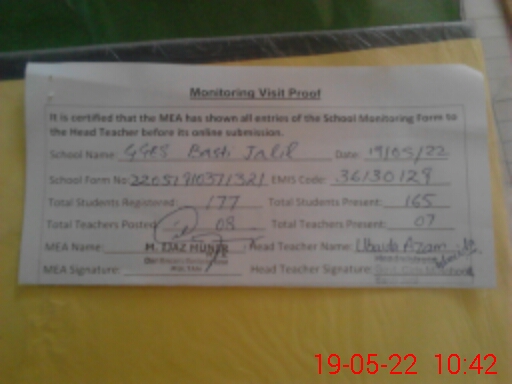 Monitoring Visit Proof
It is certified that the MEA has shown all entries of the School Monitoring Form to
the Head Teacher before its online submission.
School Name: GGES Basti Jalil Date: 19/05/22
School Form No: 22051910371321 EMIS Code: 36130129
Total Students Registered: 177 Total Students Present: 165
Total Teachers Posted: 08 Total Teachers Present: 07
MEA Name: M. EJAZ MUNIR Head Teacher Name: Ubaida Azam
MEA Signature: Head Teacher Signature:
19-05-22 10:42